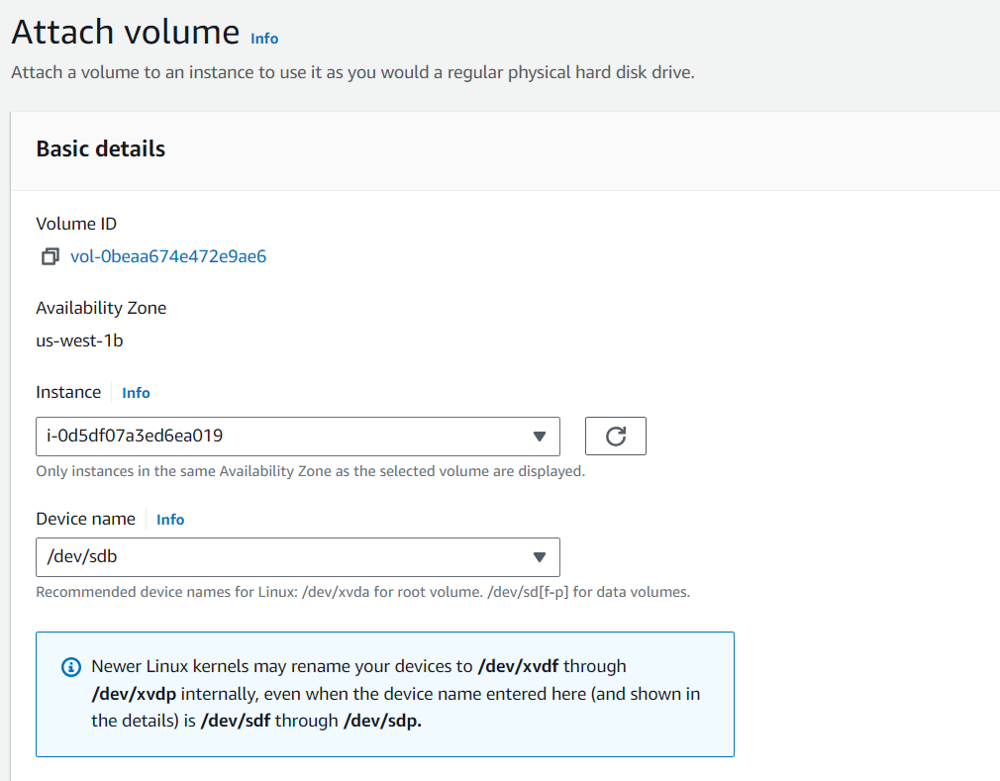 Attach volume Info
Attach a volume to an instance to use it as you would a regular physical hard disk drive.
Basic details
Volume ID
vol-0beaa674e472e9ae6
Availability Zone
us-west-1b
Instance Info
i-0d5df07a3ed6ea019
Only instances in the same Availability Zone as the selected volume are displayed.
Device name Info
/dev/sdb
Recommended device names for Linux: /dev/xvda for root volume. /dev/sd[f-p] for data volumes.
Newer Linux kernels may rename your devices to /dev/xvdf through
/dev/xvdp internally, even when the device name entered here (and shown in
the details) is /dev/sdf through /dev/sdp.